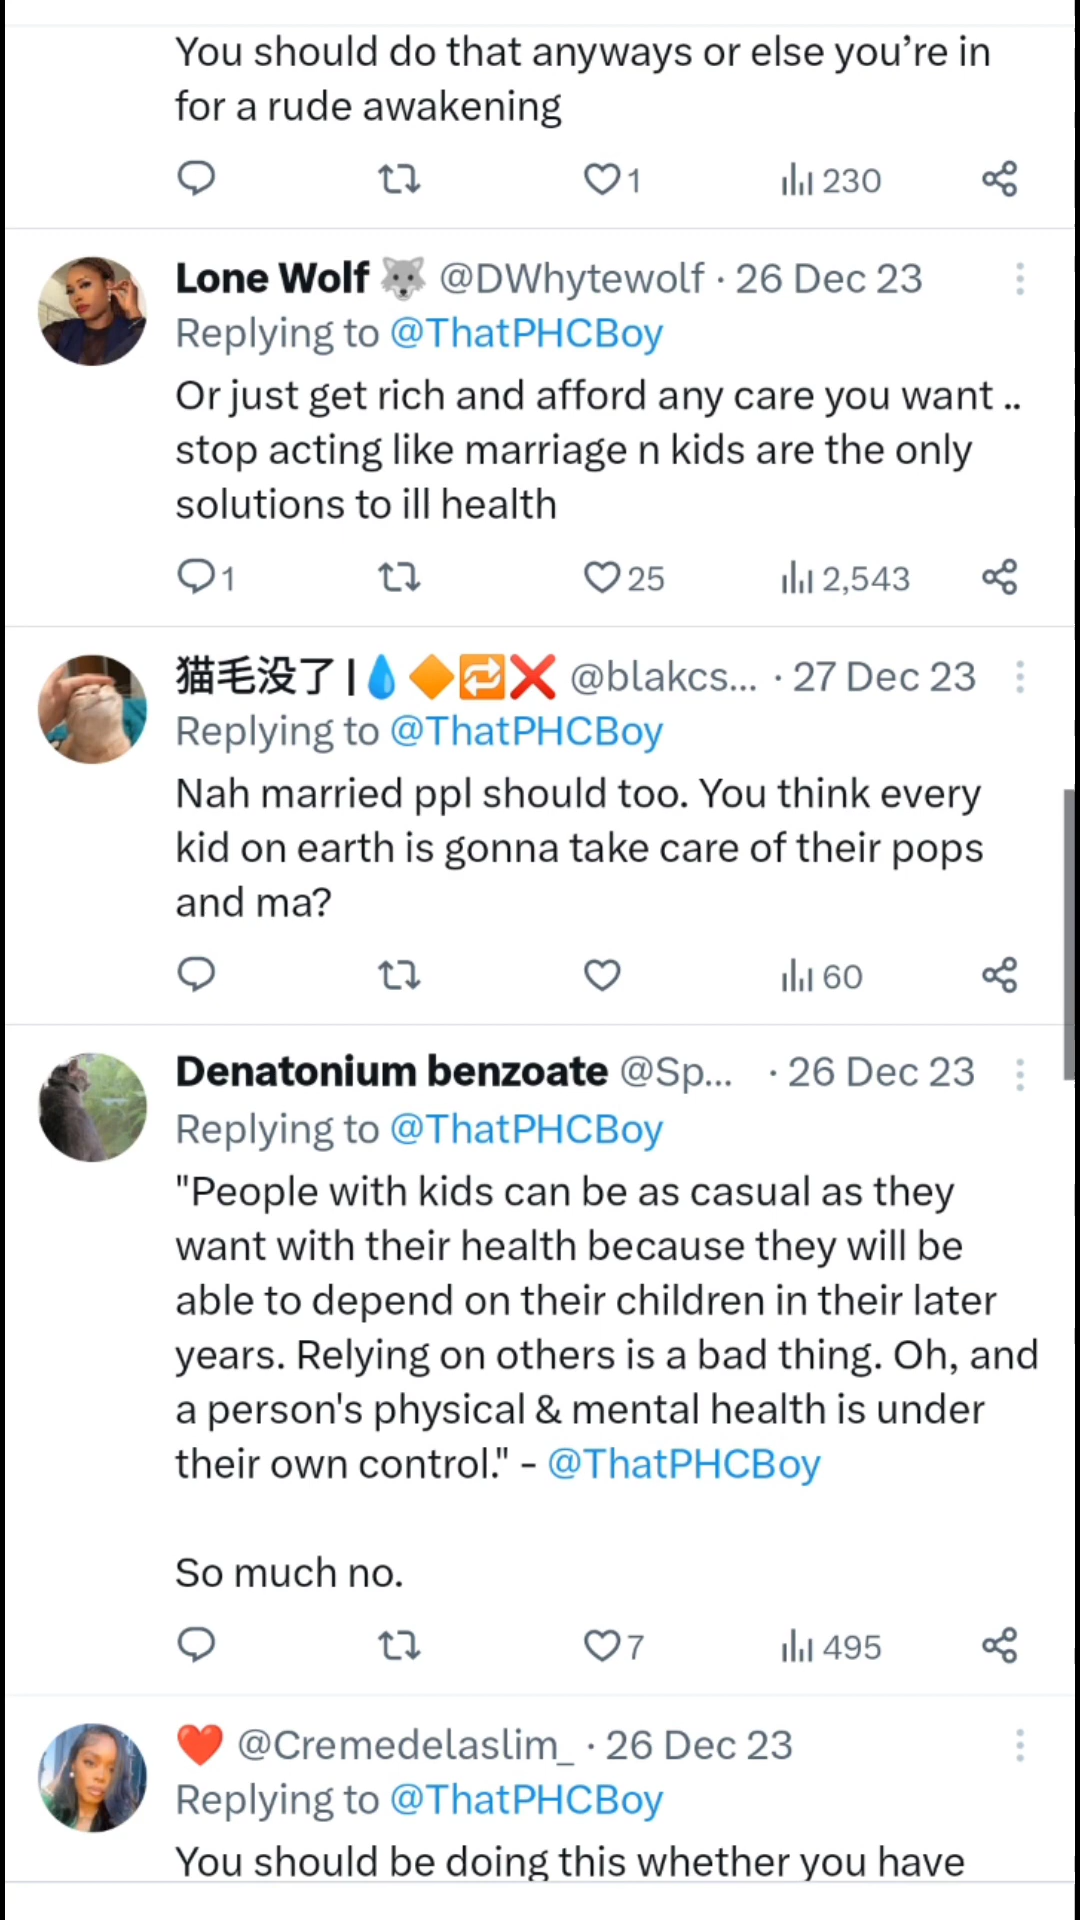 You should do that anyways or else you’re in
for a rude awakening
1 230
Lone Wolf 🐺 @DWhytewolf · 26 Dec 23
Replying to @ThatPHCBoy
Or just get rich and afford any care you want ..
stop acting like marriage n kids are the only
solutions to ill health
1 25 2,543
猫毛没了 |💧🔶🔁❌ @blakcs... · 27 Dec 23
Replying to @ThatPHCBoy
Nah married ppl should too. You think every
kid on earth is gonna take care of their pops
and ma?
60
Denatonium benzoate @Sp... · 26 Dec 23
Replying to @ThatPHCBoy
"People with kids can be as casual as they
want with their health because they will be
able to depend on their children in their later
years. Relying on others is a bad thing. Oh, and
a person's physical & mental health is under
their own control." - @ThatPHCBoy
So much no.
7 495
❤️ @Cremedelaslim_ · 26 Dec 23
Replying to @ThatPHCBoy
You should be doing this whether you have